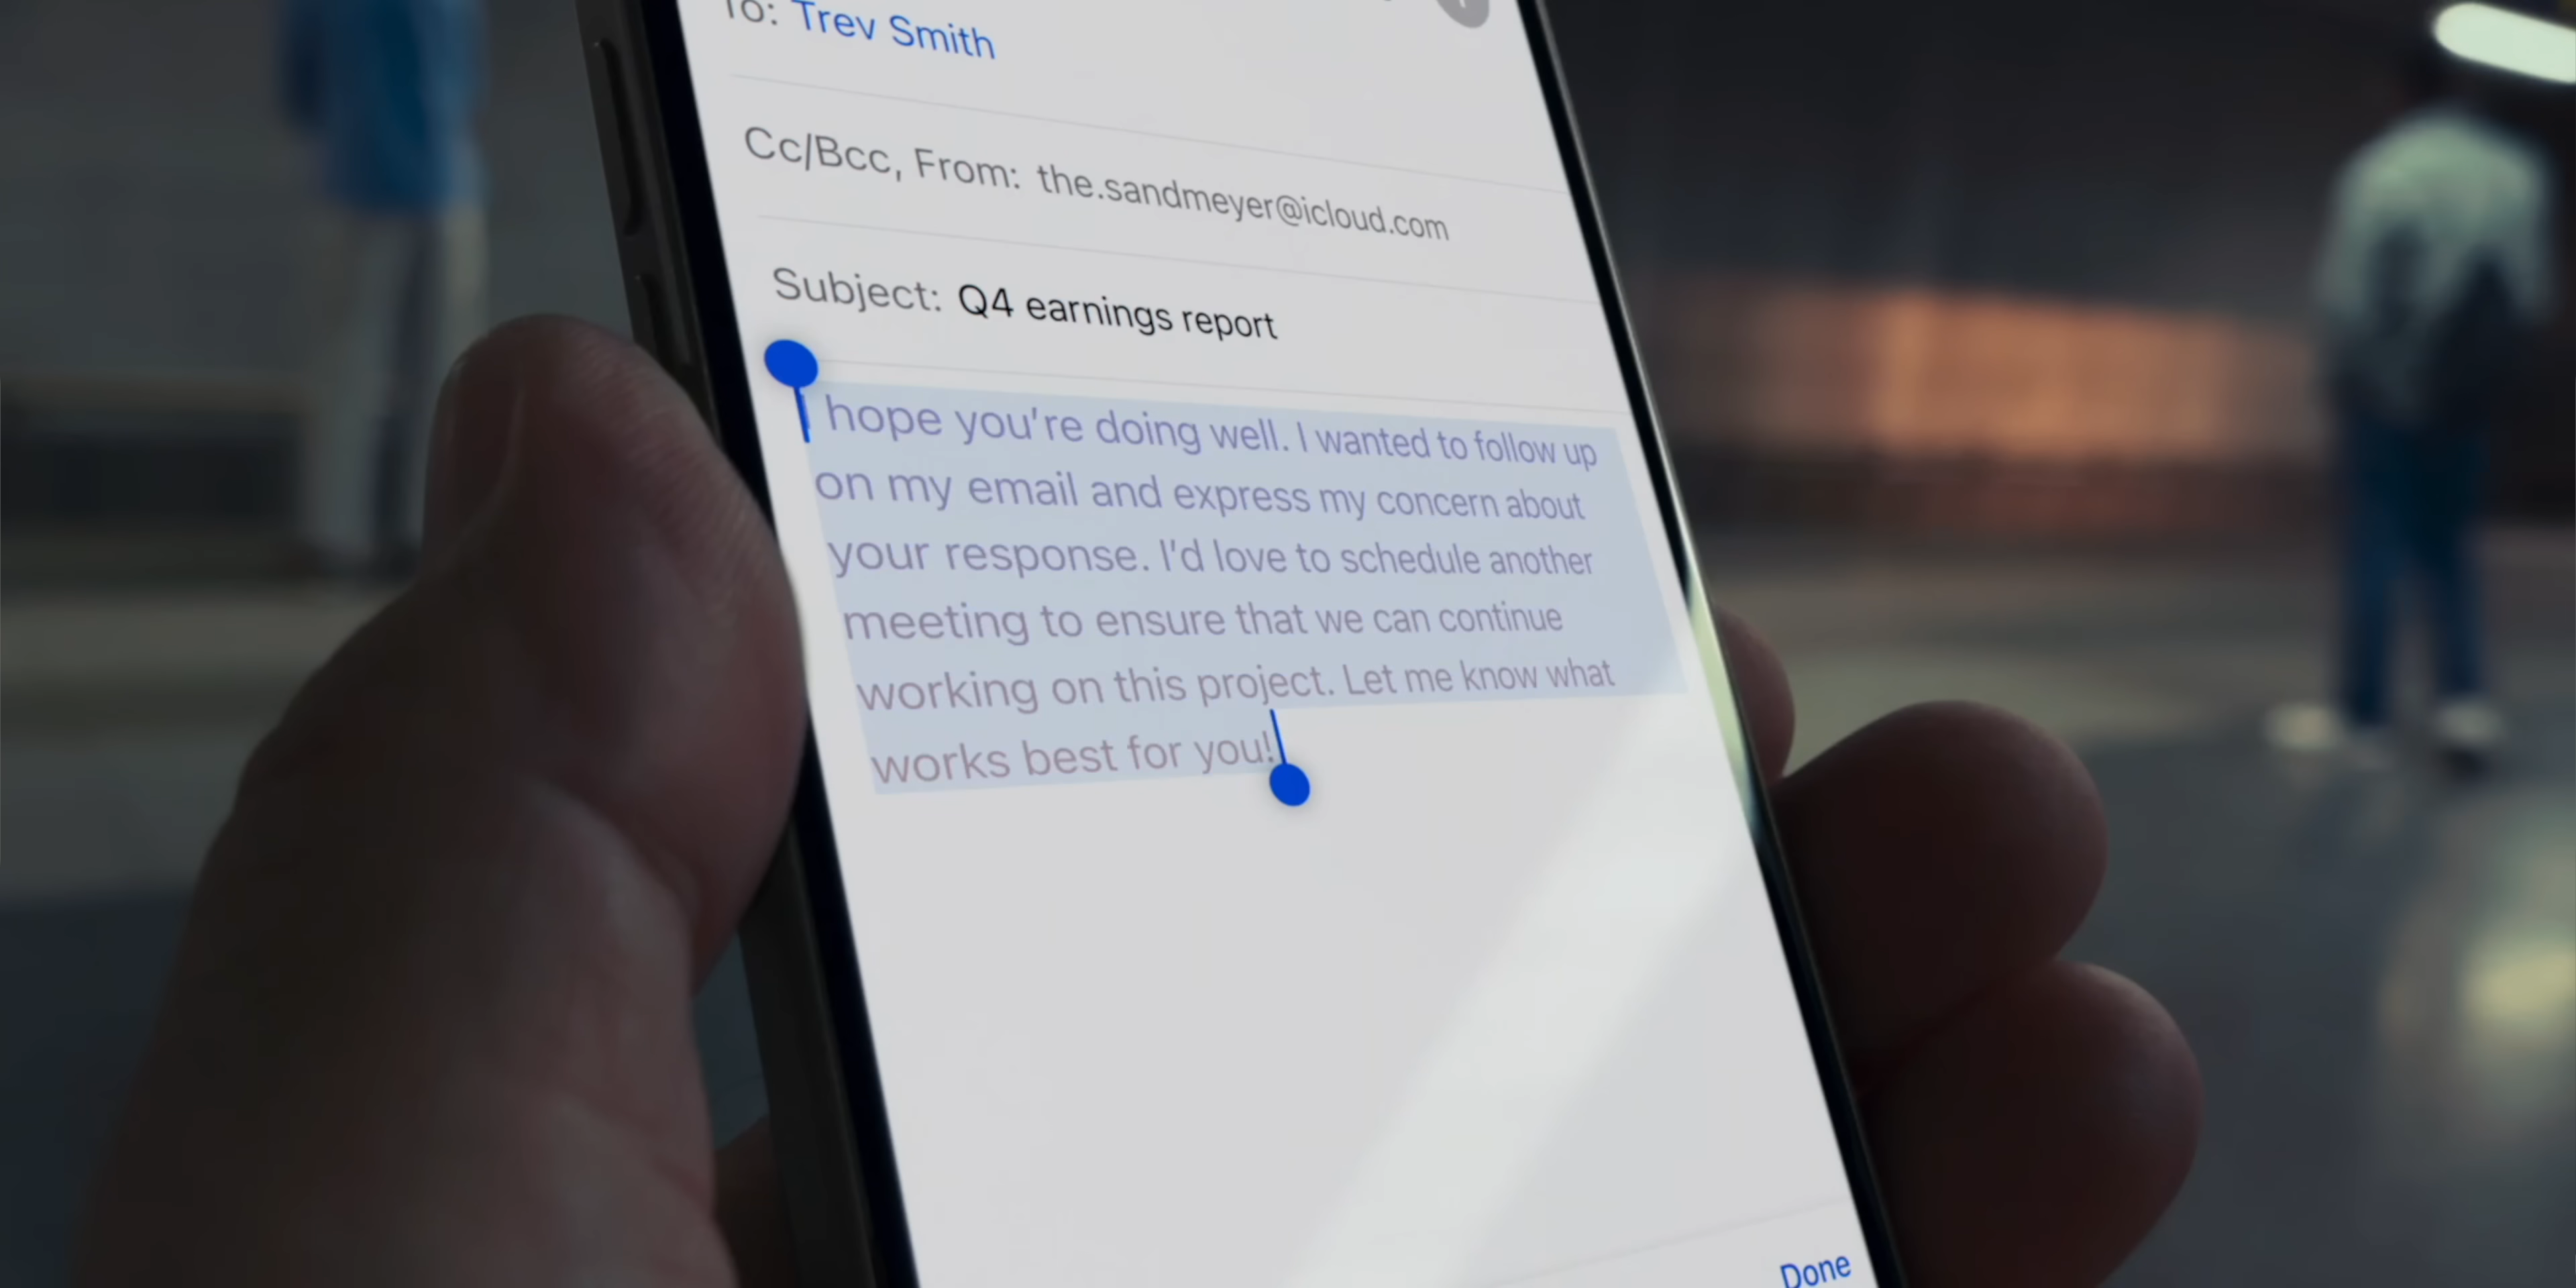 To: Trev Smith
Cc/Bcc, From: the.sandmeyer@icloud.com
Subject: Q4 earnings report
hope you're doing well. I wanted to follow up
on my email and express my concern about
your response. I'd love to schedule another
meeting to ensure that we can continue
working on this project. Let me know what
works best for you!
Done